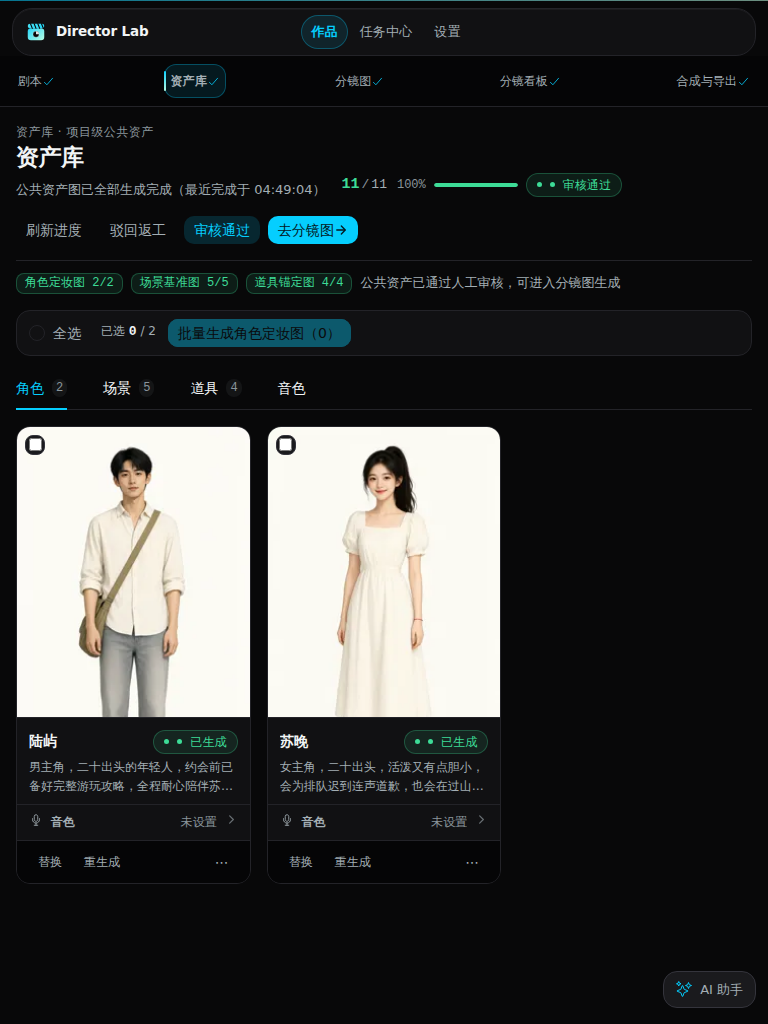 Director Lab
作品
任务中心
设置
剧本
资产库
分镜图
分镜看板
合成与导出
资产库 · 项目级公共资产
资产库
公共资产图已全部生成完成（最近完成于 04:49:04）
11/11 100%
审核通过
刷新进度
驳回返工
审核通过
去分镜图→
角色定妆图 2/2
场景基准图 5/5
道具锚定图 4/4
公共资产已通过人工审核，可进入分镜图生成
全选
已选 0 / 2
批量生成角色定妆图（0）
角色 2
场景 5
道具 4
音色
陆屿
已生成
男主角，二十出头的年轻人，约会前已
备好完整游玩攻略，全程耐心陪伴苏…
音色
未设置
替换
重生成
…
苏晚
已生成
女主角，二十出头，活泼又有点胆小，
会为排队迟到连声道歉，也会在过山…
音色
未设置
替换
重生成
…
AI 助手